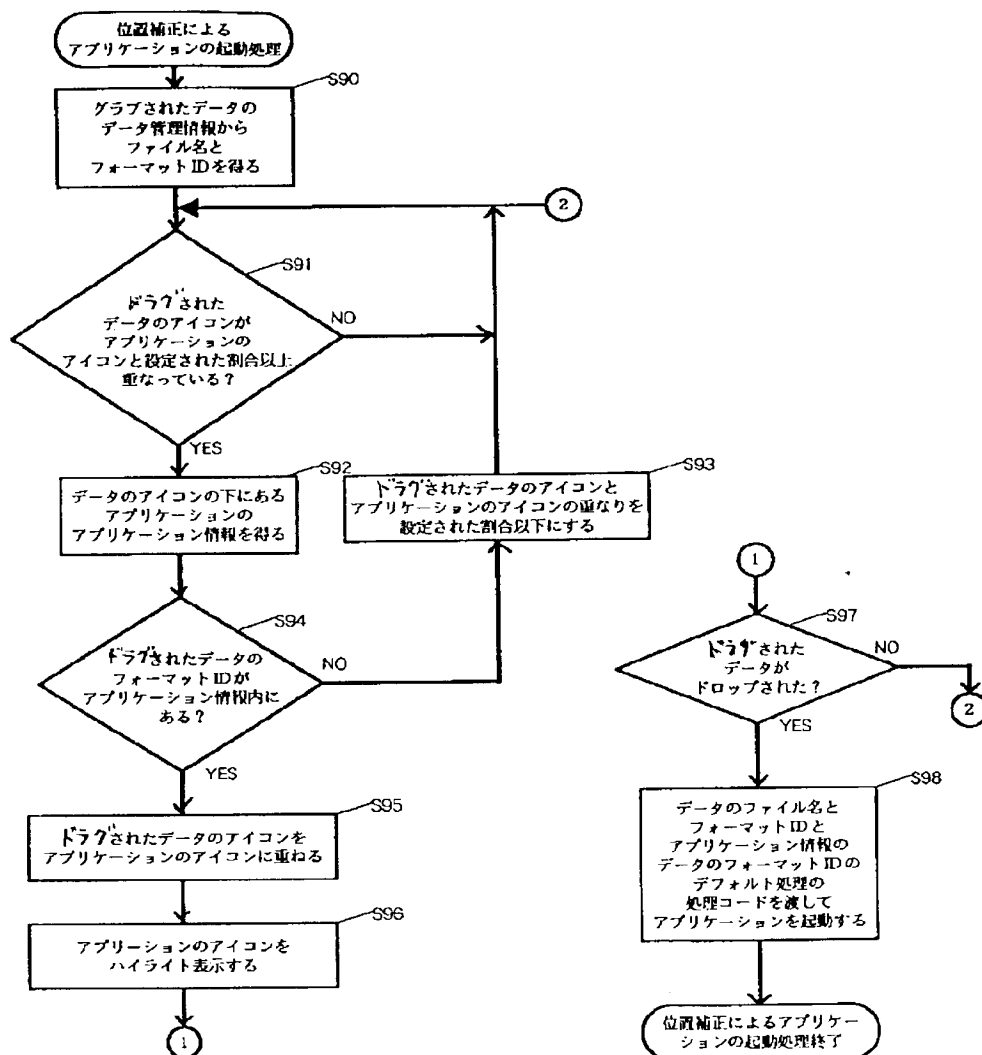 位置補正による
アプリケーションの起動処理
S90
グラブされたデータの
データ管理情報から
ファイル名と
フォーマットIDを得る
2
S91
ドラグされた
データのアイコンが
アプリケーションの
アイコンと設定された割合以上
重なっている？
NO
YES
S92
データのアイコンの下にある
アプリケーションの
アプリケーション情報を得る
S93
ドラグされたデータのアイコンと
アプリケーションのアイコンの重なりを
設定された割合以下にする
S94
ドラグされたデータの
フォーマットIDが
アプリケーション情報内に
ある？
NO
YES
S95
ドラグされたデータのアイコンを
アプリケーションのアイコンに重ねる
S96
アプリーションのアイコンを
ハイライト表示する
1
1
S97
ドラグされた
データが
ドロップされた？
NO
2
YES
S98
データのファイル名と
フォーマットIDと
アプリケーション情報の
データのフォーマットIDの
デフォルト処理の
処理コードを渡して
アプリケーションを起動する
位置補正によるアプリケー
ションの起動処理終了